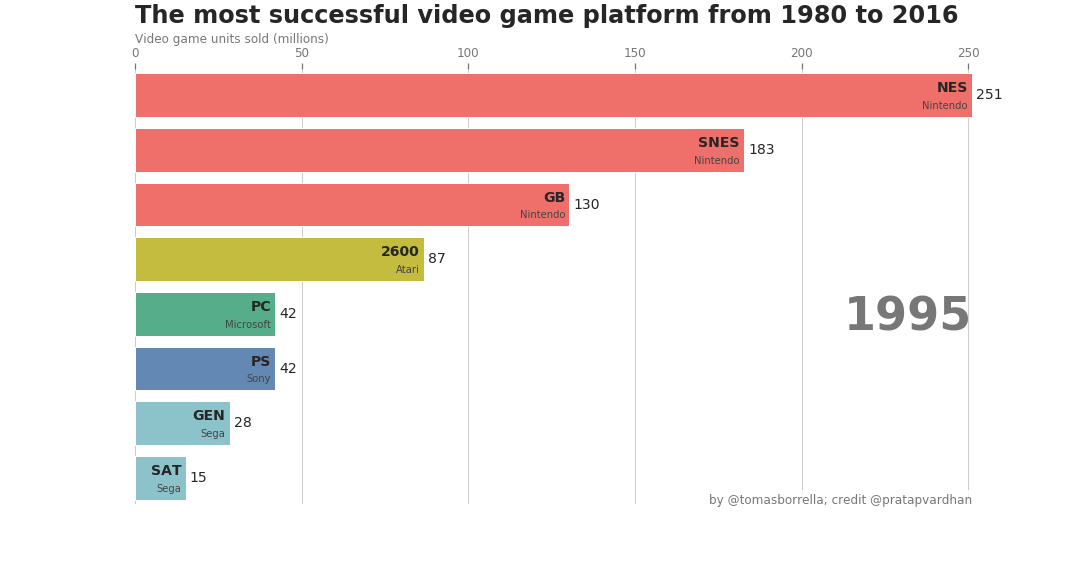 The most successful video game platform from 1980 to 2016
Video game units sold (millions)
0 50 100 150 200 250
NES 251
Nintendo
SNES 183
Nintendo
GB 130
Nintendo
2600 87
Atari
PC 42
Microsoft
1995
PS 42
Sony
GEN 28
Sega
SAT 15
Sega
by @tomasborrella; credit @pratapvardhan